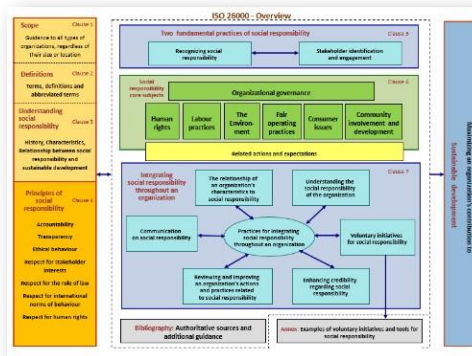 ISO 26000 - Overview
Scope
Clause 1
Guidance to all types of
organizations, regardless of
their size or location
Definitions
Clause 2
Terms, definitions and
abbreviated terms
Understanding
social
responsibility
Clause 3
History, Characteristics,
Relationship between social
responsibility and
sustainable development
Principles of
social
responsibility
Clause 4
Accountability
Transparency
Ethical behaviour
Respect for stakeholder
interests
Respect for the rule of law
Respect for international
norms of behaviour
Respect for human rights
Two fundamental practices of social responsibility
Clause 5
Recognizing social
responsibility
Stakeholder identification
and engagement
Social
responsibility
core subjects
Clause 6
Organizational governance
Human
rights
Labour
practices
The
Environ-
ment
Fair
operating
practices
Consumer
issues
Community
involvement and
development
Related actions and expectations
Integrating
social responsibility
throughout an
organization
Clause 7
The relationship of
an organization's
characteristics to
social responsibility
Understanding the
social responsibility
of the organization
Communication
on social responsibility
Practices for integrating
social responsibility
throughout an organization
Voluntary initiatives
for social responsibility
Reviewing and improving
an organization's actions
and practices related
to social responsibility
Enhancing credibility
regarding social
responsibility
Bibliography: Authoritative sources and
additional guidance
Annex: Examples of voluntary initiatives and tools for
social responsibility
Maximizing an organization's contribution to
Sustainable development